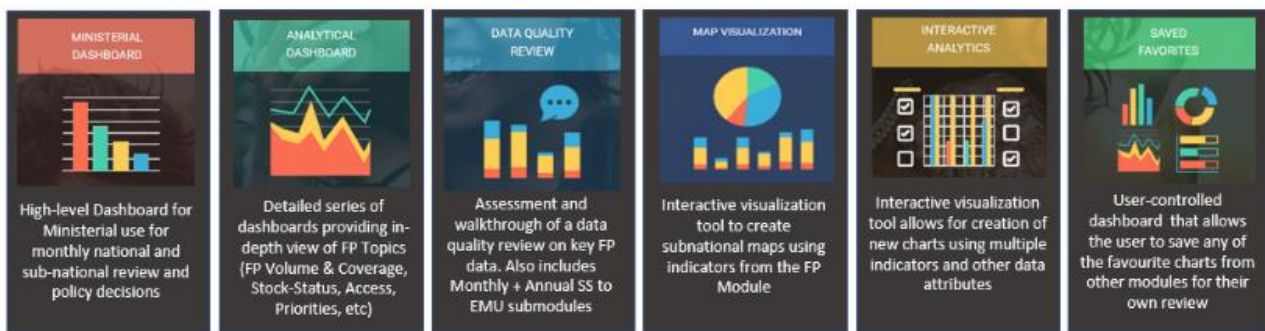 MINISTERIAL
DASHBOARD
High-level Dashboard for
Ministerial use for
monthly national and
sub-national review and
policy decisions
ANALYTICAL
DASHBOARD
Detailed series of
dashboards providing in-
depth view of FP Topics
(FP Volume & Coverage,
Stock-Status, Access,
Priorities, etc)
DATA QUALITY
REVIEW
Assessment and
walkthrough of a data
quality review on key FP
data. Also includes
Monthly + Annual SS to
EMU submodules
MAP VISUALIZATION
Interactive visualization
tool to create
subnational maps using
indicators from the FP
Module
INTERACTIVE
ANALYTICS
Interactive visualization
tool allows for creation of
new charts using multiple
indicators and other data
attributes
SAVED
FAVORITES
User-controlled
dashboard that allows
the user to save any of
the favourite charts from
other modules for their
own review